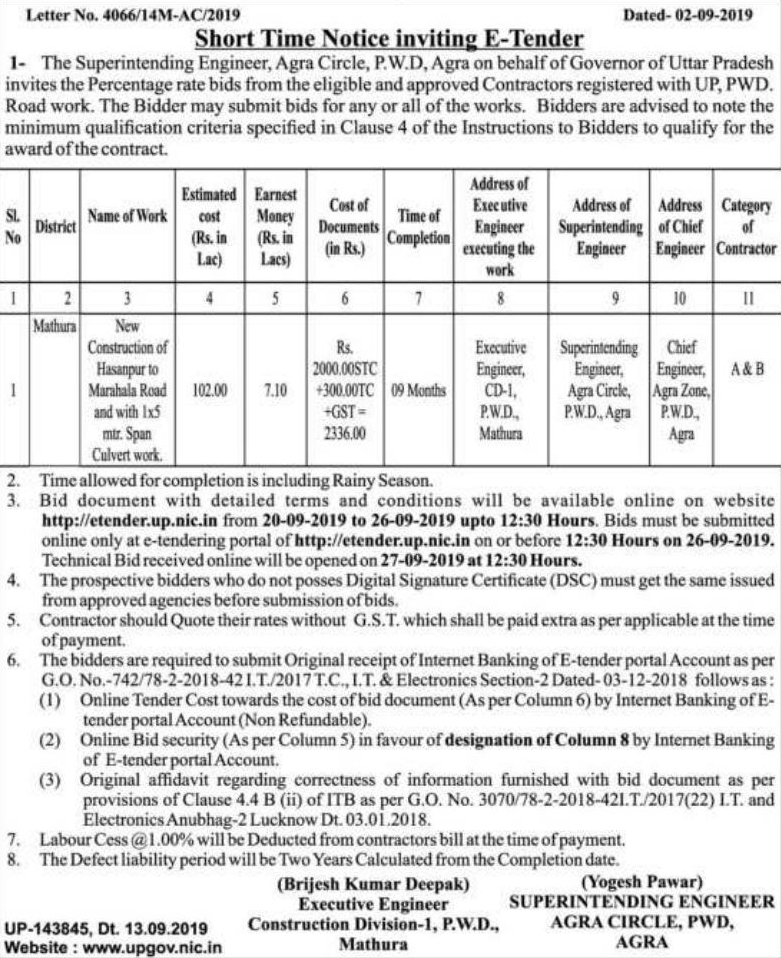 Letter No. 4066/14M-AC/2019 Dated- 02-09-2019
Short Time Notice inviting E-Tender
1- The Superintending Engineer, Agra Circle, P.W.D, Agra on behalf of Governor of Uttar Pradesh
invites the Percentage rate bids from the eligible and approved Contractors registered with UP, PWD.
Road work. The Bidder may submit bids for any or all of the works. Bidders are advised to note the
minimum qualification criteria specified in Clause 4 of the Instructions to Bidders to qualify for the
award of the contract.
Sl. No
District
Name of Work
Estimated cost (Rs. in Lac)
Earnest Money (Rs. in Lacs)
Cost of Documents (in Rs.)
Time of Completion
Address of Executive Engineer executing the work
Address of Superintending Engineer
Address of Chief Engineer
Category of Contractor
1 2 3 4 5 6 7 8 9 10 11
1
Mathura
New
Construction of
Hasanpur to
Marahala Road
and with 1x5
mtr. Span
Culvert work.
102.00
7.10
Rs.
2000.00STC
+300.00TC
+GST =
2336.00
09 Months
Executive
Engineer,
CD-1,
P.W.D.,
Mathura
Superintending
Engineer,
Agra Circle,
P.W.D., Agra
Chief
Engineer,
Agra Zone,
P.W.D.,
Agra
A & B
2. Time allowed for completion is including Rainy Season.
3. Bid document with detailed terms and conditions will be available online on website
http://etender.up.nic.in from 20-09-2019 to 26-09-2019 upto 12:30 Hours. Bids must be submitted
online only at e-tendering portal of http://etender.up.nic.in on or before 12:30 Hours on 26-09-2019.
Technical Bid received online will be opened on 27-09-2019 at 12:30 Hours.
4. The prospective bidders who do not posses Digital Signature Certificate (DSC) must get the same issued
from approved agencies before submission of bids.
5. Contractor should Quote their rates without G.S.T. which shall be paid extra as per applicable at the time
of payment.
6. The bidders are required to submit Original receipt of Internet Banking of E-tender portal Account as per
G.O. No.-742/78-2-2018-42 I.T./2017 T.C., I.T. & Electronics Section-2 Dated- 03-12-2018 follows as :
(1) Online Tender Cost towards the cost of bid document (As per Column 6) by Internet Banking of E-
tender portal Account (Non Refundable).
(2) Online Bid security (As per Column 5) in favour of designation of Column 8 by Internet Banking
of E-tender portal Account.
(3) Original affidavit regarding correctness of information furnished with bid document as per
provisions of Clause 4.4 B (ii) of ITB as per G.O. No. 3070/78-2-2018-42I.T./2017(22) I.T. and
Electronics Anubhag-2 Lucknow Dt. 03.01.2018.
7. Labour Cess @1.00% will be Deducted from contractors bill at the time of payment.
8. The Defect liability period will be Two Years Calculated from the Completion date.
(Brijesh Kumar Deepak)
Executive Engineer
Construction Division-1, P.W.D.,
Mathura
(Yogesh Pawar)
SUPERINTENDING ENGINEER
AGRA CIRCLE, PWD,
AGRA
UP-143845, Dt. 13.09.2019
Website : www.upgov.nic.in